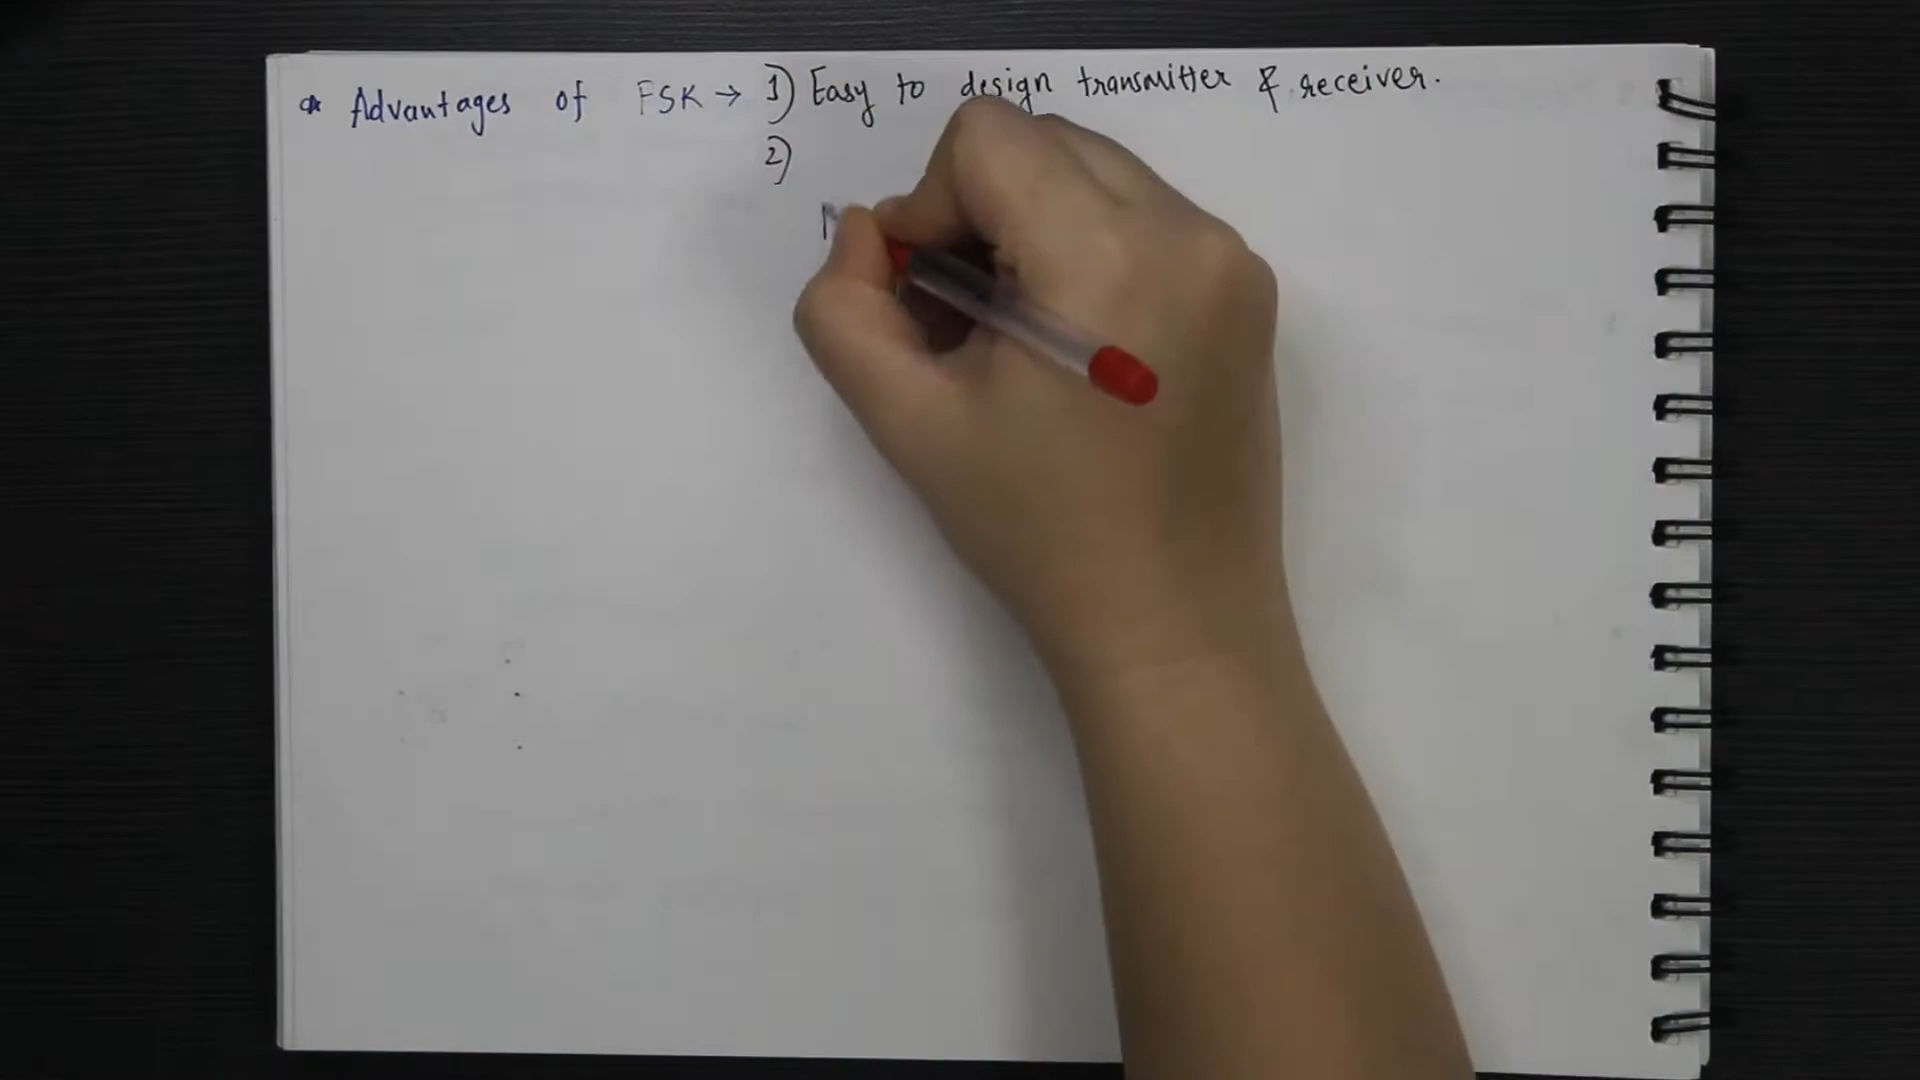 * Advantages of FSK → 1) Easy to design transmitter & receiver.
2)